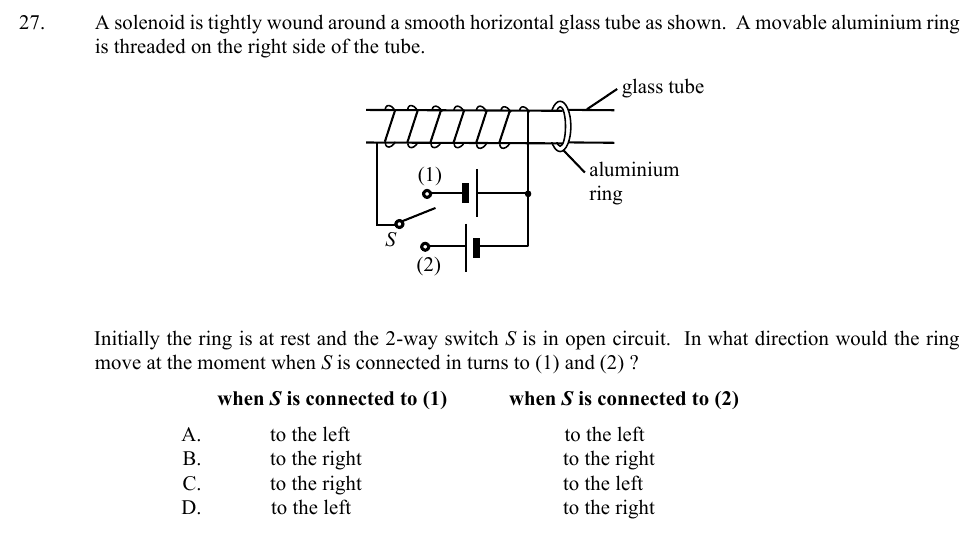 27. A solenoid is tightly wound around a smooth horizontal glass tube as shown. A movable aluminium ring
is threaded on the right side of the tube.
glass tube
aluminium
ring
(1)
S
(2)
Initially the ring is at rest and the 2-way switch S is in open circuit. In what direction would the ring
move at the moment when S is connected in turns to (1) and (2) ?
when S is connected to (1) when S is connected to (2)
A. to the left to the left
B. to the right to the right
C. to the right to the left
D. to the left to the right